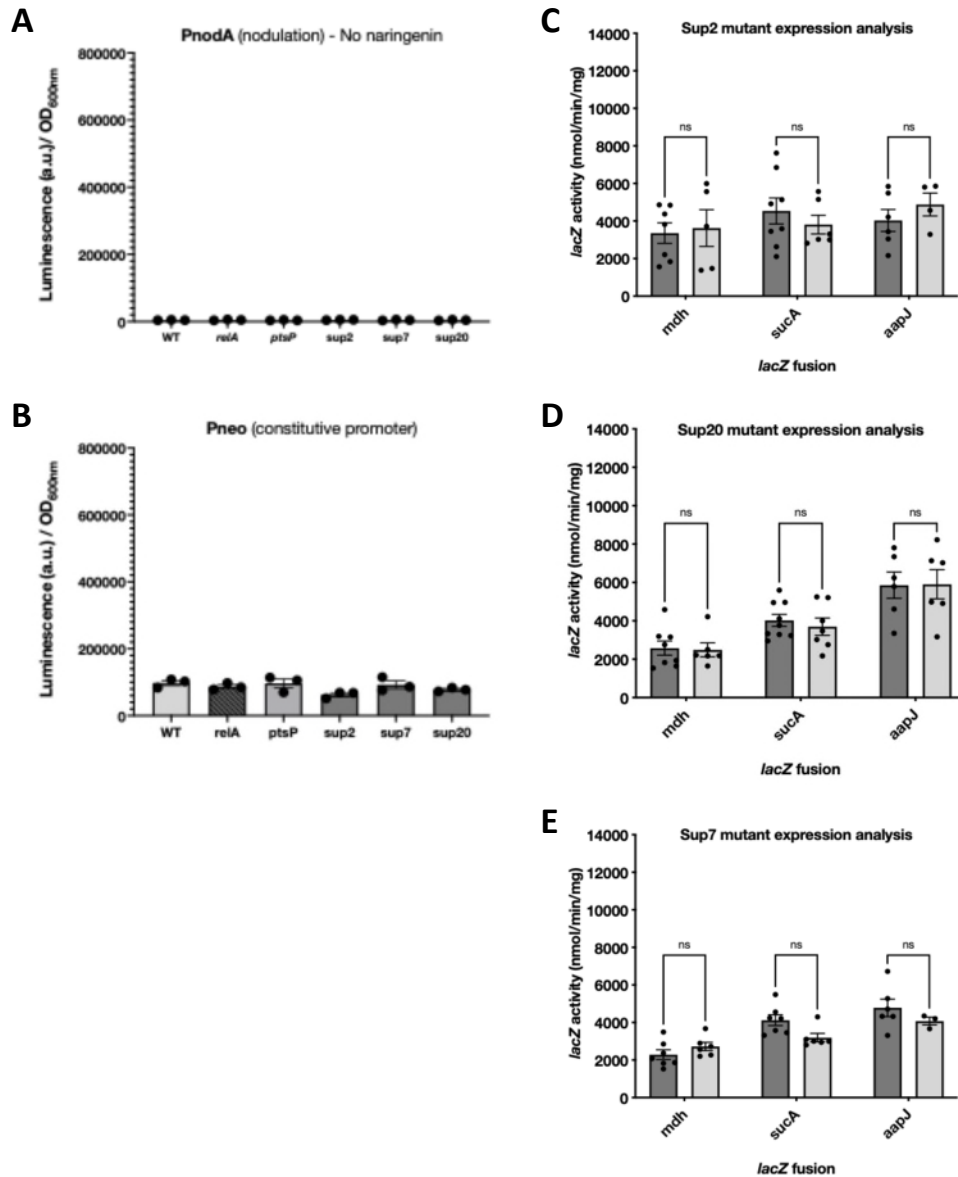 A
PnodA (nodulation) - No naringenin
Luminescence (a.u.)/ OD600nm
800000
600000
400000
200000
0
WT relA ptsP sup2 sup7 sup20
B
Pneo (constitutive promoter)
Luminescence (a.u.) / OD600nm
800000
600000
400000
200000
0
WT relA ptsP sup2 sup7 sup20
C
Sup2 mutant expression analysis
lacZ activity (nmol/min/mg)
14000
12000
10000
8000
6000
4000
2000
0
ns ns ns
mdh sucA aapJ
lacZ fusion
D
Sup20 mutant expression analysis
lacZ activity (nmol/min/mg)
14000
12000
10000
8000
6000
4000
2000
0
ns ns ns
mdh sucA aapJ
lacZ fusion
E
Sup7 mutant expression analysis
lacZ activity (nmol/min/mg)
14000
12000
10000
8000
6000
4000
2000
0
ns ns ns
mdh sucA aapJ
lacZ fusion